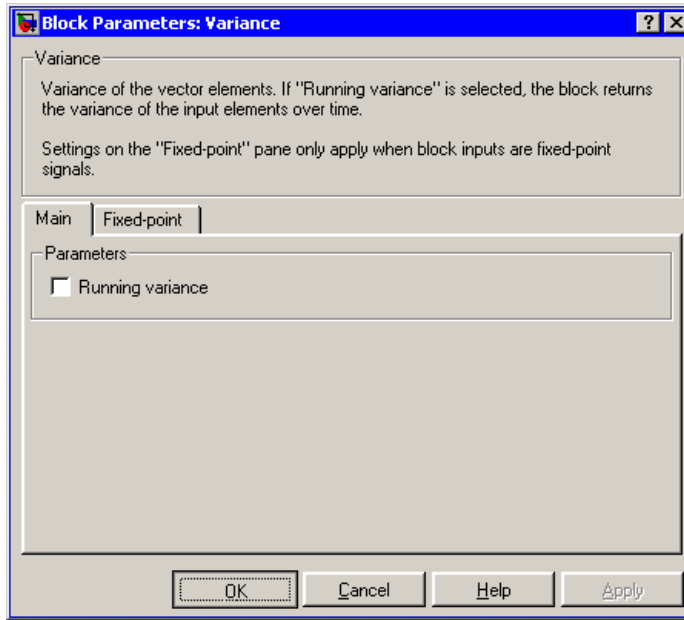 Block Parameters: Variance
Variance
Variance of the vector elements. If "Running variance" is selected, the block returns
the variance of the input elements over time.
Settings on the "Fixed-point" pane only apply when block inputs are fixed-point
signals.
Main Fixed-point
Parameters
Running variance
OK Cancel Help Apply